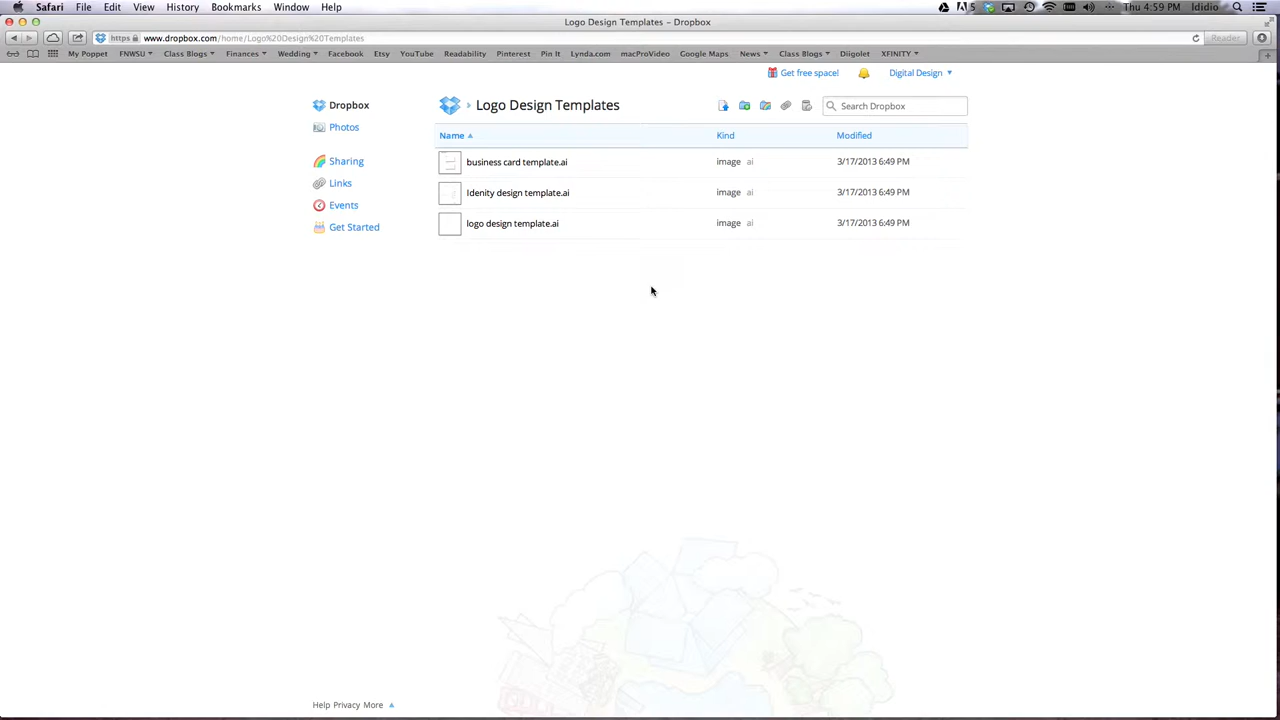 Safari File Edit View History Bookmarks Window Help 5 Thu 4:59 PM ldidio
Logo Design Templates – Dropbox
https www.dropbox.com/home/Logo%20Design%20Templates Reader
My Poppet FNWSU Class Blogs Finances Wedding Facebook Etsy YouTube Readability Pinterest Pin It Lynda.com macProVideo Google Maps News Class Blogs Diigolet XFINITY
Get free space! Digital Design
Dropbox › Logo Design Templates Search Dropbox
Photos
Name Kind Modified
Sharing business card template.ai image ai 3/17/2013 6:49 PM
Links
Idenity design template.ai image ai 3/17/2013 6:49 PM
Events
Get Started logo design template.ai image ai 3/17/2013 6:49 PM
Help Privacy More